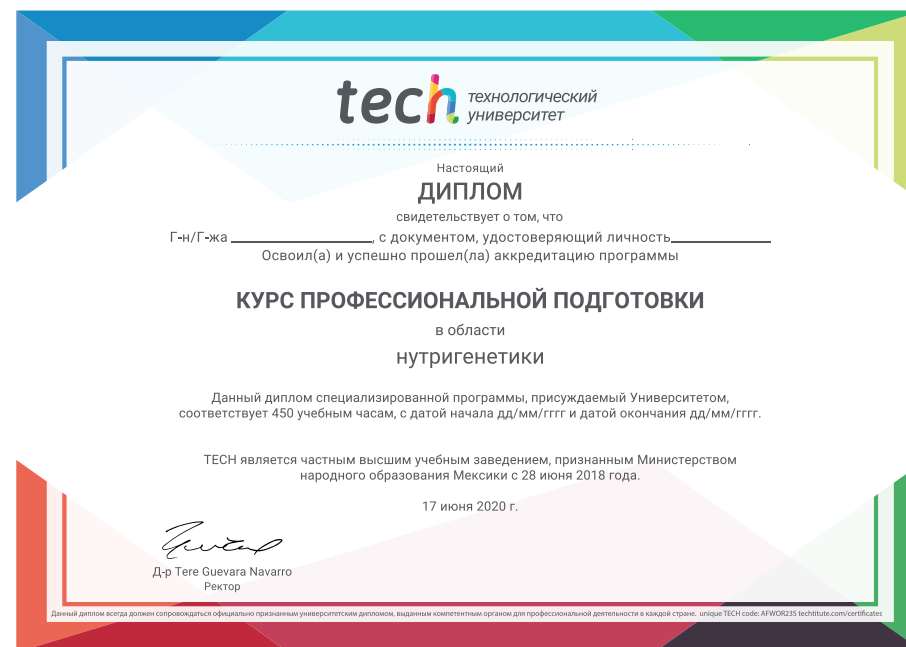 tech технологический университет
Настоящий
ДИПЛОМ
свидетельствует о том, что
Г-н/Г-жа ____________________, с документом, удостоверяющий личность______________
Освоил(а) и успешно прошел(ла) аккредитацию программы
КУРС ПРОФЕССИОНАЛЬНОЙ ПОДГОТОВКИ
в области
нутригенетики
Данный диплом специализированной программы, присуждаемый Университетом,
соответствует 450 учебным часам, с датой начала дд/мм/гггг и датой окончания дд/мм/гггг.
TECH является частным высшим учебным заведением, признанным Министерством
народного образования Мексики с 28 июня 2018 года.
17 июня 2020 г.
Д-р Tere Guevara Navarro
Ректор
Данный диплом всегда должен сопровождаться официально признанным университетским дипломом, выданным компетентным органом для профессиональной деятельности в каждой стране. unique TECH code: AFWOR23S techtitute.com/certificates